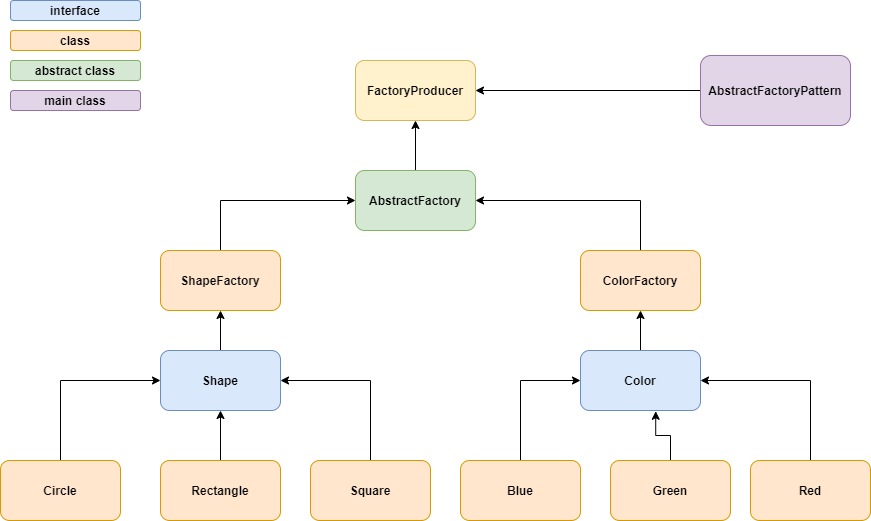 interface
class
abstract class
main class
FactoryProducer
AbstractFactoryPattern
AbstractFactory
ShapeFactory
ColorFactory
Shape
Color
Circle
Rectangle
Square
Blue
Green
Red